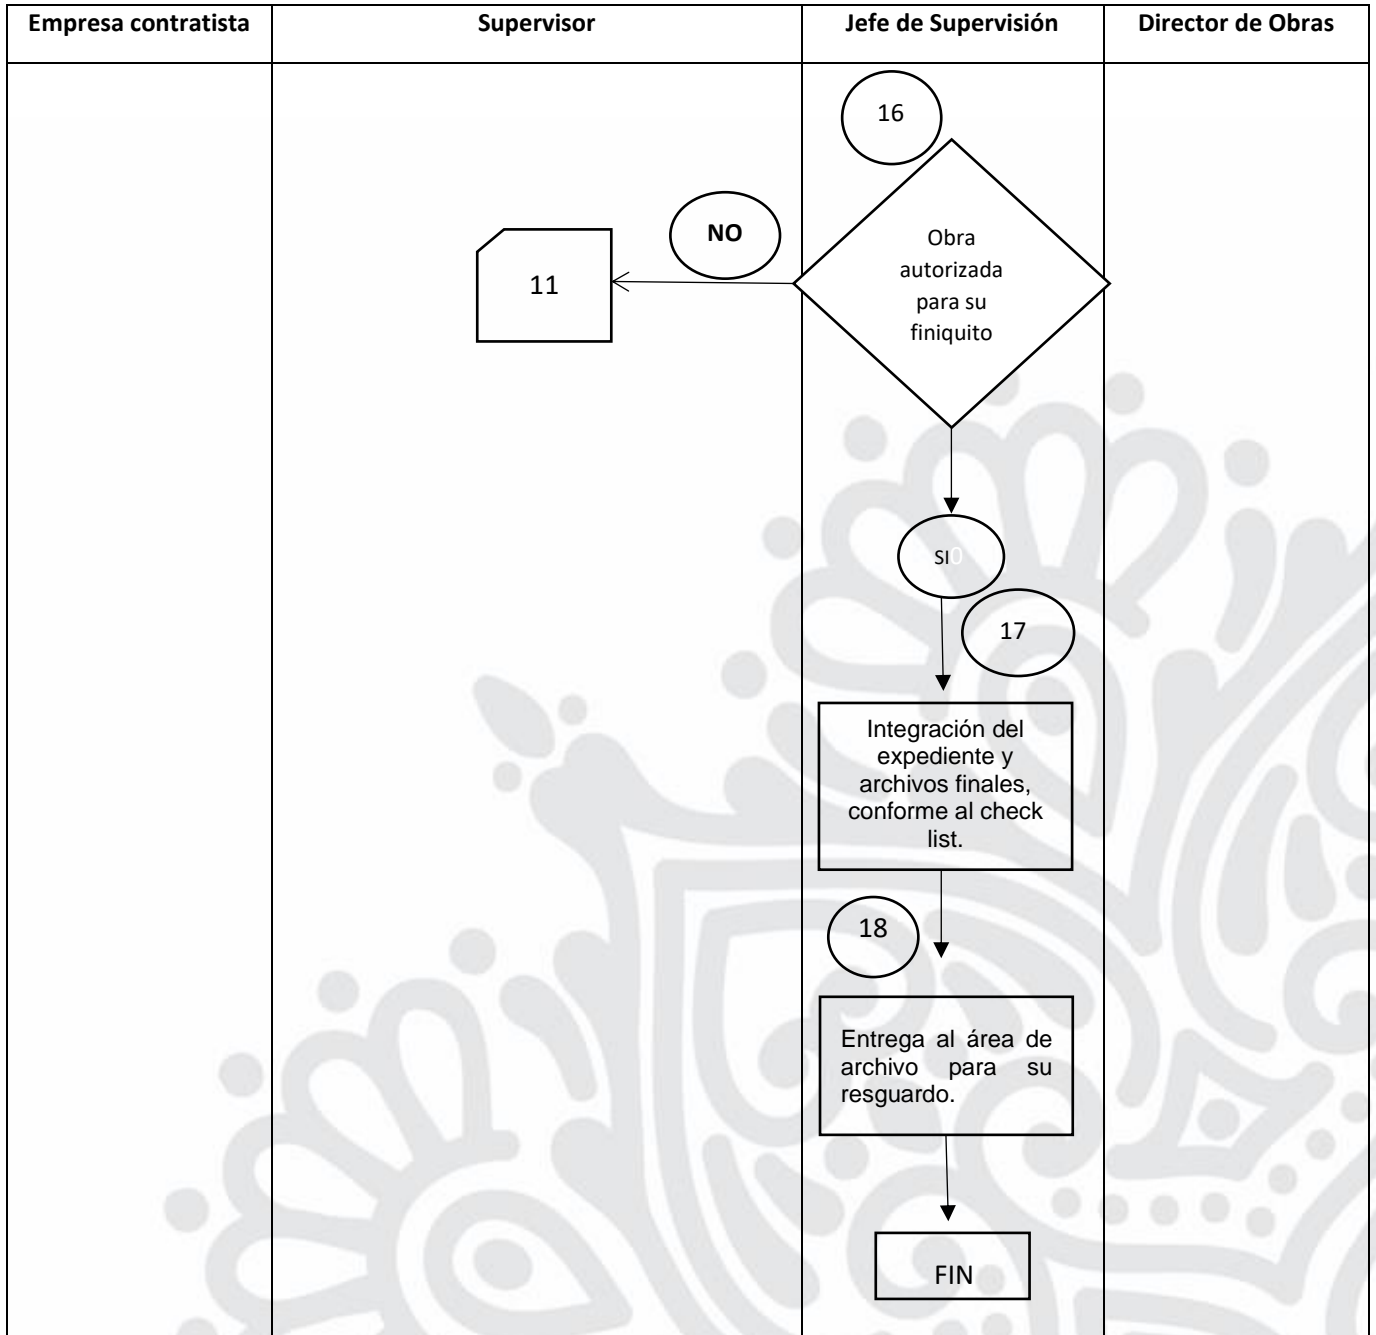 Empresa contratista
Supervisor
Jefe de Supervisión
Director de Obras
16
Obra
autorizada
para su
finiquito
NO
11
SI0
17
Integración del
expediente y
archivos finales,
conforme al check
list.
18
Entrega al área de
archivo para su
resguardo.
FIN